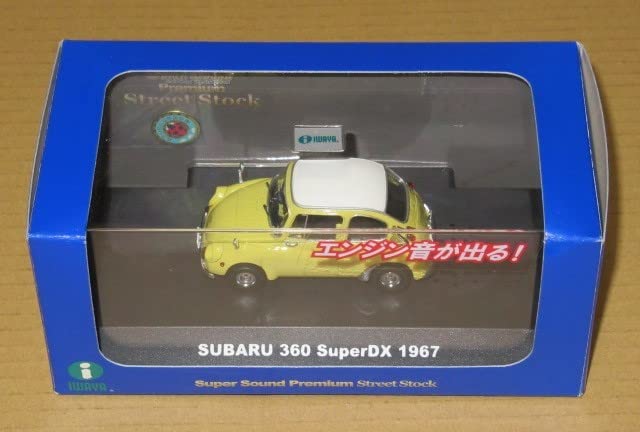 Premium
Street Stock
IWAYA
エンジン音が出る!
SUBARU 360 SuperDX 1967
i
IWAYA
Super Sound Premium Street Stock